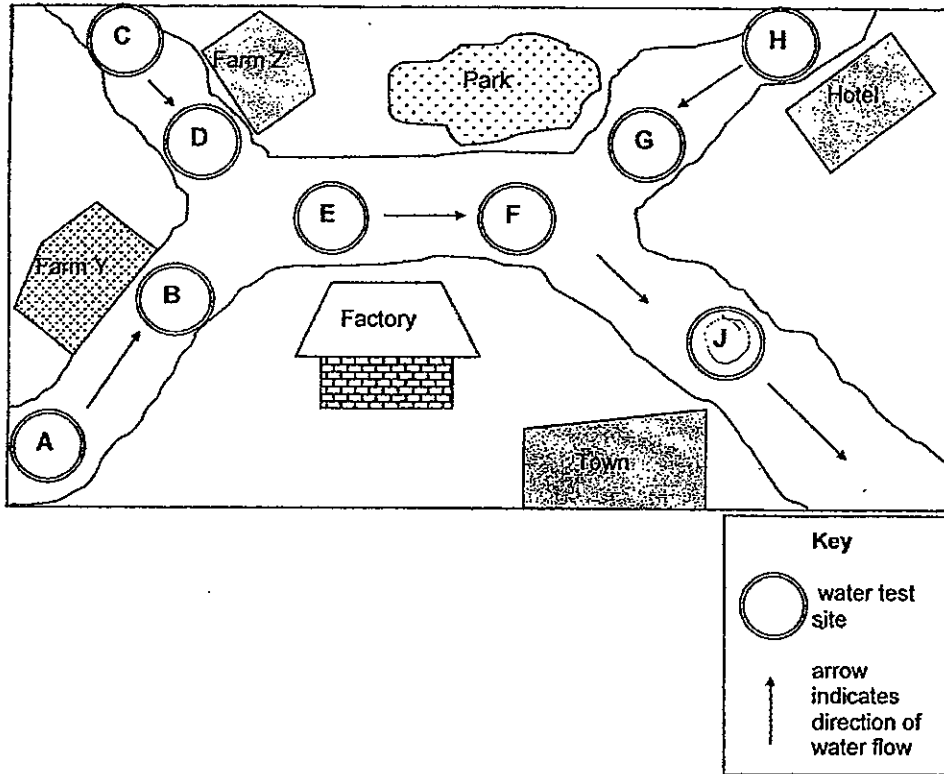 C
H
Farm Z
Park
Hotel
D
G
E
F
Farm Y
B
Factory
J
A
Town
Key
water test
site
arrow
indicates
direction of
water flow